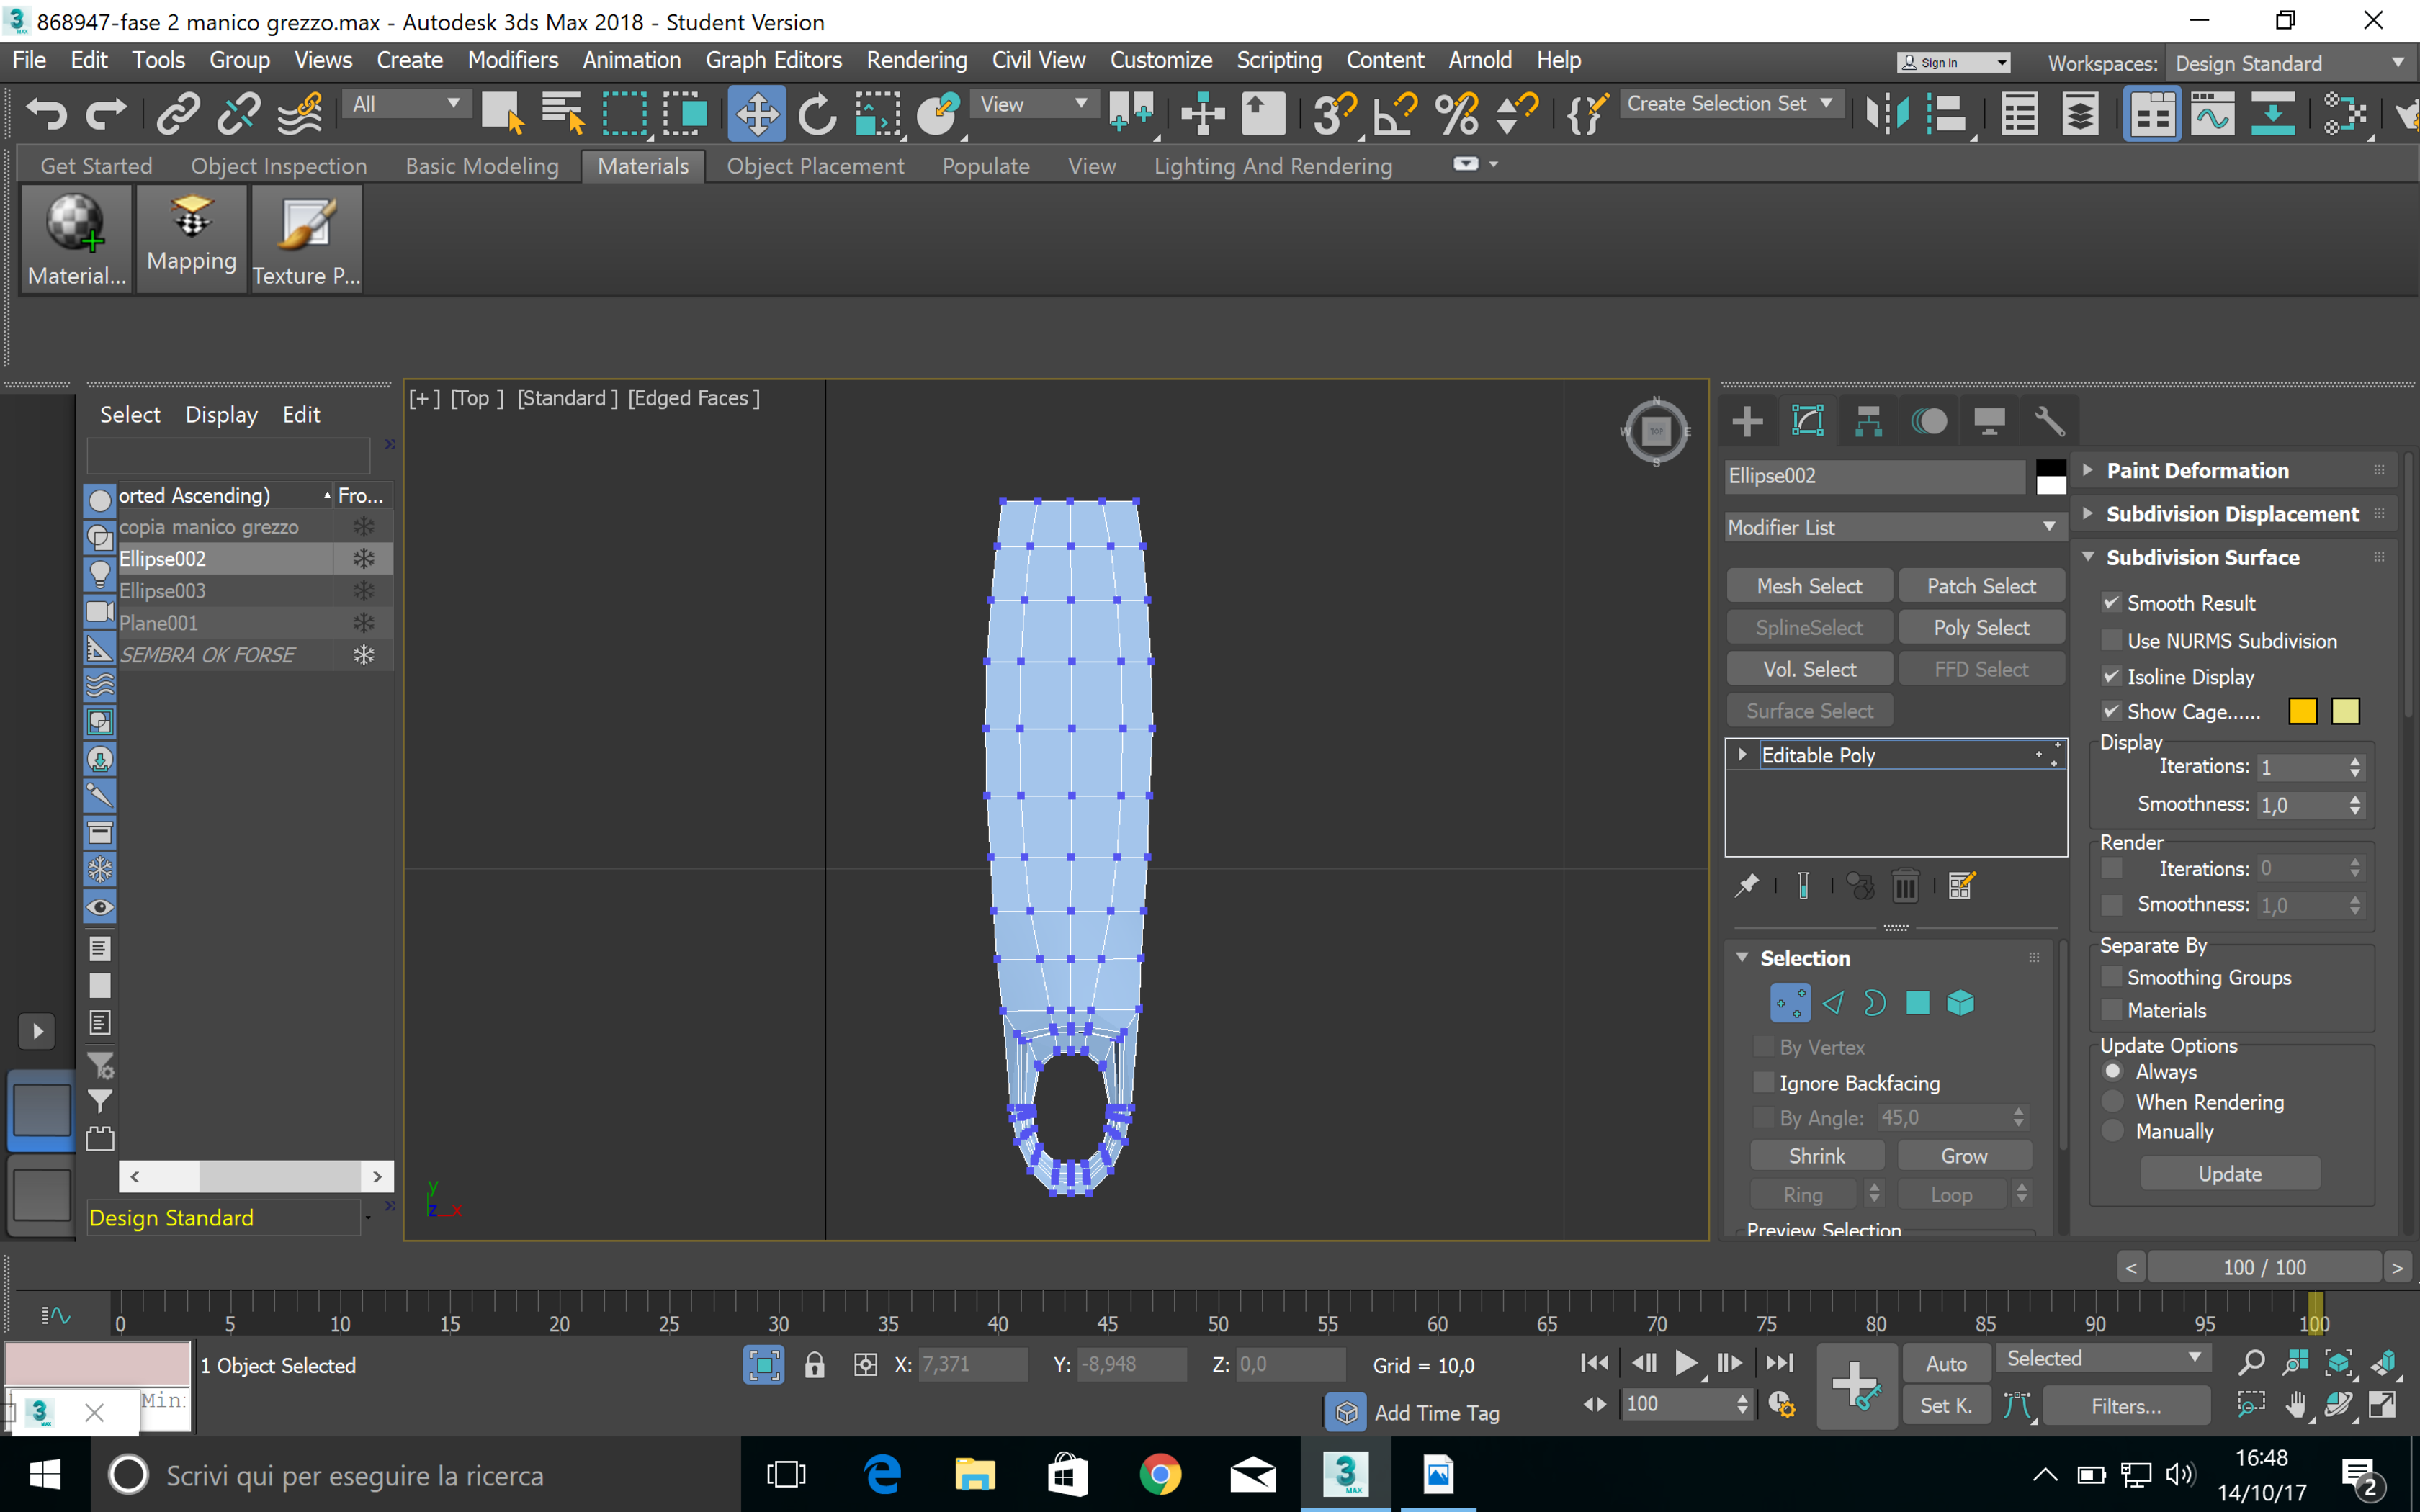 868947-fase 2 manico grezzo.max - Autodesk 3ds Max 2018 - Student Version
File Edit Tools Group Views Create Modifiers Animation Graph Editors Rendering Civil View Customize Scripting Content Arnold Help
Sign In
Workspaces: Design Standard
All
View
Create Selection Set
Get Started Object Inspection Basic Modeling Materials Object Placement Populate View Lighting And Rendering
Material...
Mapping
Texture P...
Select Display Edit
orted Ascending) Fro...
copia manico grezzo
Ellipse002
Ellipse003
Plane001
SEMBRA OK FORSE
Design Standard
[+] [Top ] [Standard ] [Edged Faces ]
N
W
TOP
E
S
y
z x
Ellipse002
Modifier List
Mesh Select Patch Select
SplineSelect Poly Select
Vol. Select FFD Select
Surface Select
Editable Poly
Selection
By Vertex
Ignore Backfacing
By Angle: 45,0
Shrink Grow
Ring Loop
Preview Selection
Paint Deformation
Subdivision Displacement
Subdivision Surface
Smooth Result
Use NURMS Subdivision
Isoline Display
Show Cage......
Display
Iterations: 1
Smoothness: 1,0
Render
Iterations: 0
Smoothness: 1,0
Separate By
Smoothing Groups
Materials
Update Options
Always
When Rendering
Manually
Update
< 100 / 100 >
0 5 10 15 20 25 30 35 40 45 50 55 60 65 70 75 80 85 90 95 100
1 Object Selected
X: 7,371 Y: -8,948 Z: 0,0 Grid = 10,0
Auto Selected
Min
Add Time Tag
100
Set K. Filters...
Scrivi qui per eseguire la ricerca
3
MAX
16:48
14/10/17
2